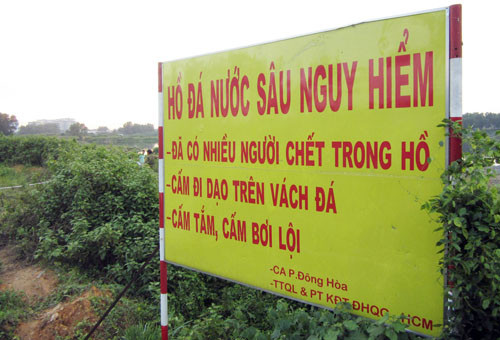 HỒ ĐÁ NƯỚC SÂU NGUY HIỂM
-ĐÃ CÓ NHIỀU NGƯỜI CHẾT TRONG HỒ
-CẤM ĐI DẠO TRÊN VÁCH ĐÁ
-CẤM TẮM, CẤM BƠI LỘI
-CA P.Đông Hòa
-TTQL & PT KĐT ĐHQG HCM